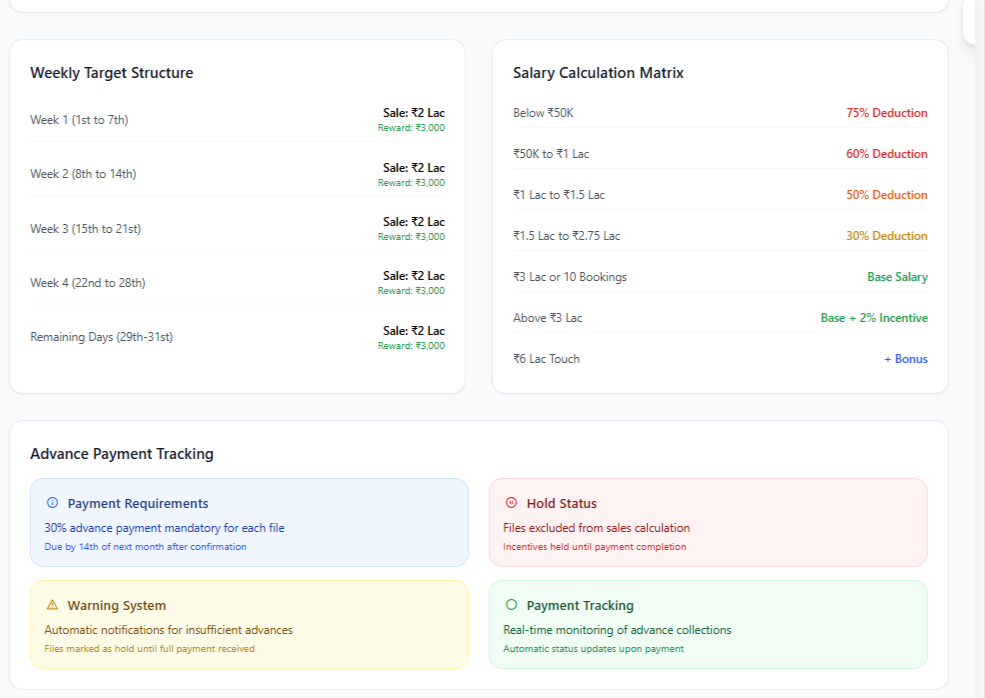 Weekly Target Structure
Week 1 (1st to 7th)
Sale: ₹2 Lac
Reward: ₹3,000
Week 2 (8th to 14th)
Sale: ₹2 Lac
Reward: ₹3,000
Week 3 (15th to 21st)
Sale: ₹2 Lac
Reward: ₹3,000
Week 4 (22nd to 28th)
Sale: ₹2 Lac
Reward: ₹3,000
Remaining Days (29th-31st)
Sale: ₹2 Lac
Reward: ₹3,000
Salary Calculation Matrix
Below ₹50K
75% Deduction
₹50K to ₹1 Lac
60% Deduction
₹1 Lac to ₹1.5 Lac
50% Deduction
₹1.5 Lac to ₹2.75 Lac
30% Deduction
₹3 Lac or 10 Bookings
Base Salary
Above ₹3 Lac
Base + 2% Incentive
₹6 Lac Touch
+ Bonus
Advance Payment Tracking
Payment Requirements
30% advance payment mandatory for each file
Due by 14th of next month after confirmation
Hold Status
Files excluded from sales calculation
Incentives held until payment completion
Warning System
Automatic notifications for insufficient advances
Files marked as hold until full payment received
Payment Tracking
Real-time monitoring of advance collections
Automatic status updates upon payment